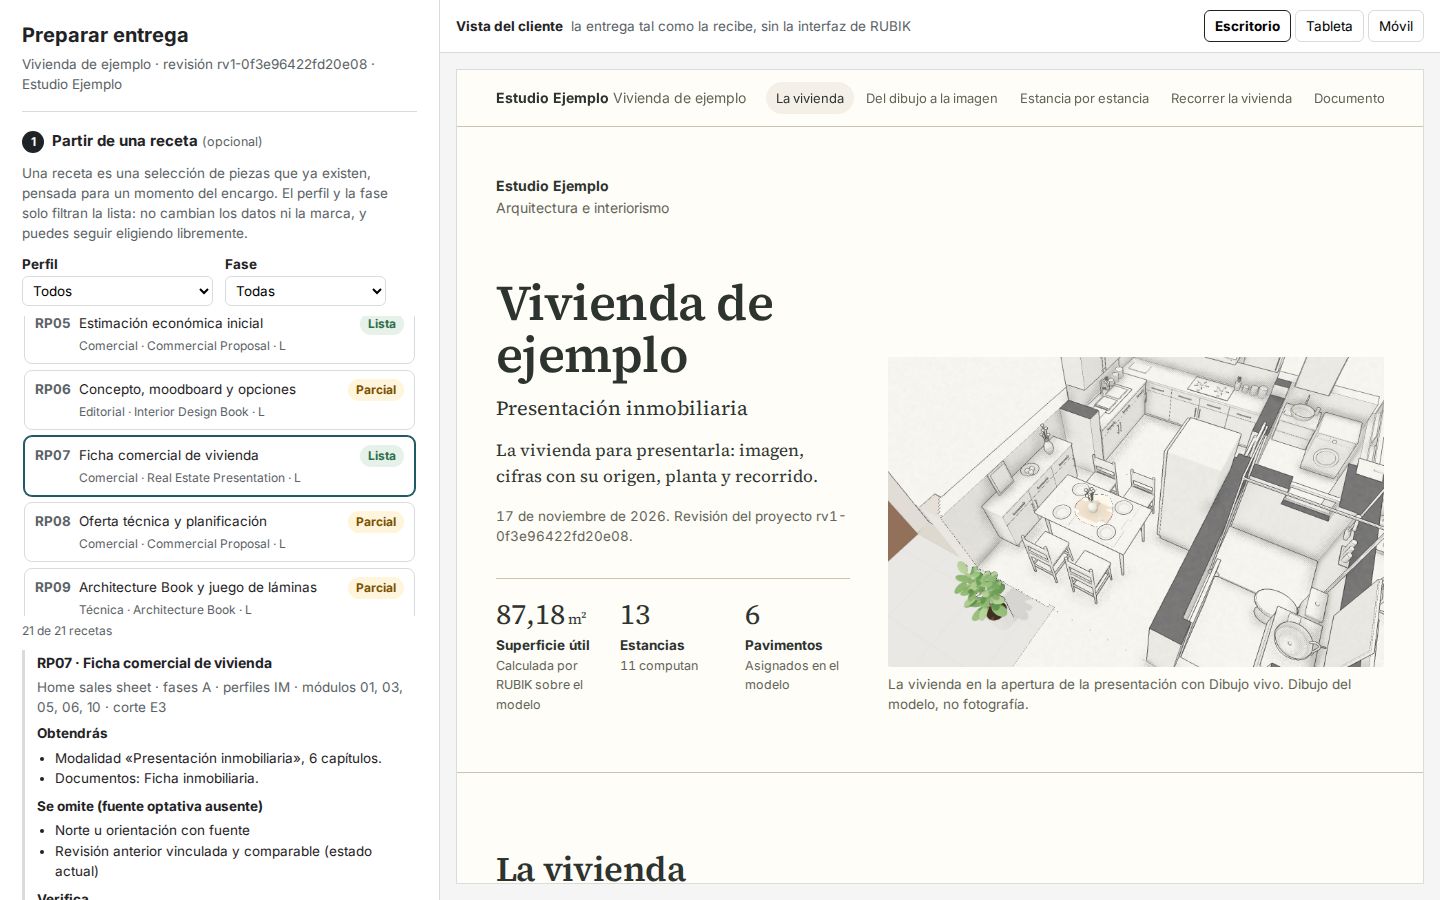 Preparar entrega
Vivienda de ejemplo · revisión rv1-0f3e96422fd20e08 ·
Estudio Ejemplo
1 Partir de una receta (opcional)
Una receta es una selección de piezas que ya existen,
pensada para un momento del encargo. El perfil y la fase
solo filtran la lista: no cambian los datos ni la marca, y
puedes seguir eligiendo libremente.
Perfil Fase
Todos Todas
RP05 Estimación económica inicial Lista
Comercial · Commercial Proposal · L
RP06 Concepto, moodboard y opciones Parcial
Editorial · Interior Design Book · L
RP07 Ficha comercial de vivienda Lista
Comercial · Real Estate Presentation · L
RP08 Oferta técnica y planificación Parcial
Comercial · Commercial Proposal · L
RP09 Architecture Book y juego de láminas Parcial
Técnica · Architecture Book · L
21 de 21 recetas
RP07 · Ficha comercial de vivienda
Home sales sheet · fases A · perfiles IM · módulos 01, 03,
05, 06, 10 · corte E3
Obtendrás
• Modalidad «Presentación inmobiliaria», 6 capítulos.
• Documentos: Ficha inmobiliaria.
Se omite (fuente optativa ausente)
• Norte u orientación con fuente
• Revisión anterior vinculada y comparable (estado
actual)
Verifica
Vista del cliente la entrega tal como la recibe, sin la interfaz de RUBIK
Escritorio Tableta Móvil
Estudio Ejemplo Vivienda de ejemplo La vivienda Del dibujo a la imagen Estancia por estancia Recorrer la vivienda Documento
Estudio Ejemplo
Arquitectura e interiorismo
Vivienda de
ejemplo
Presentación inmobiliaria
La vivienda para presentarla: imagen,
cifras con su origen, planta y recorrido.
17 de noviembre de 2026. Revisión del proyecto rv1-
0f3e96422fd20e08.
87,18 m² 13 6
Superficie útil Estancias Pavimentos
Calculada por 11 computan Asignados en el
RUBIK sobre el modelo
modelo
La vivienda en la apertura de la presentación con Dibujo vivo. Dibujo del
modelo, no fotografía.
La vivienda